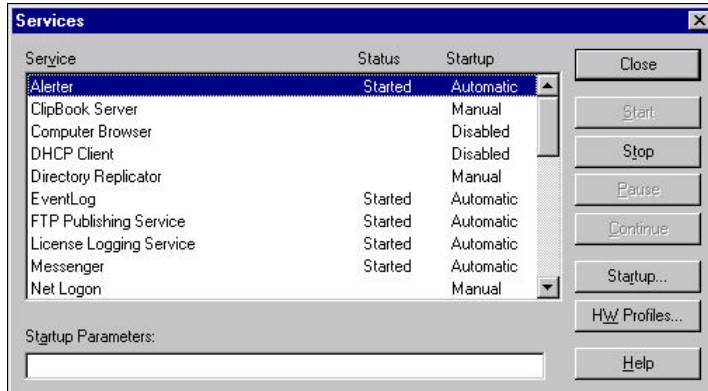 Services
Service Status Startup
Alerter Started Automatic
ClipBook Server Manual
Computer Browser Disabled
DHCP Client Disabled
Directory Replicator Manual
EventLog Started Automatic
FTP Publishing Service Started Automatic
License Logging Service Started Automatic
Messenger Started Automatic
Net Logon Manual
Startup Parameters:
Close
Start
Stop
Pause
Continue
Startup...
HW Profiles...
Help